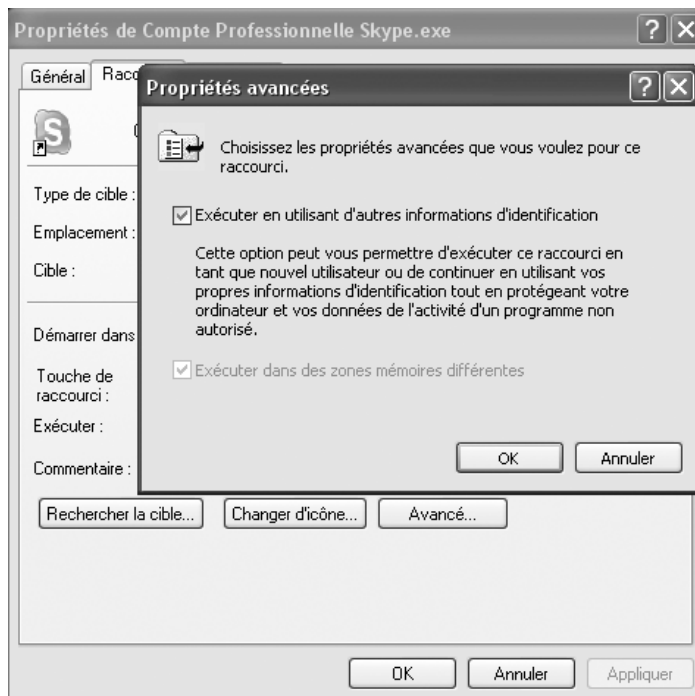 Propriétés de Compte Professionnelle Skype.exe
Général
Propriétés avancées
Choisissez les propriétés avancées que vous voulez pour ce
raccourci.
Type de cible :
Exécuter en utilisant d'autres informations d'identification
Emplacement :
Cette option peut vous permettre d'exécuter ce raccourci en
tant que nouvel utilisateur ou de continuer en utilisant vos
propres informations d'identification tout en protégeant votre
ordinateur et vos données de l'activité d'un programme non
autorisé.
Cible :
Démarrer dans
Exécuter dans des zones mémoires différentes
Touche de
raccourci :
Exécuter :
OK Annuler
Commentaire :
Rechercher la cible... Changer d'icône... Avancé...
OK Annuler Appliquer